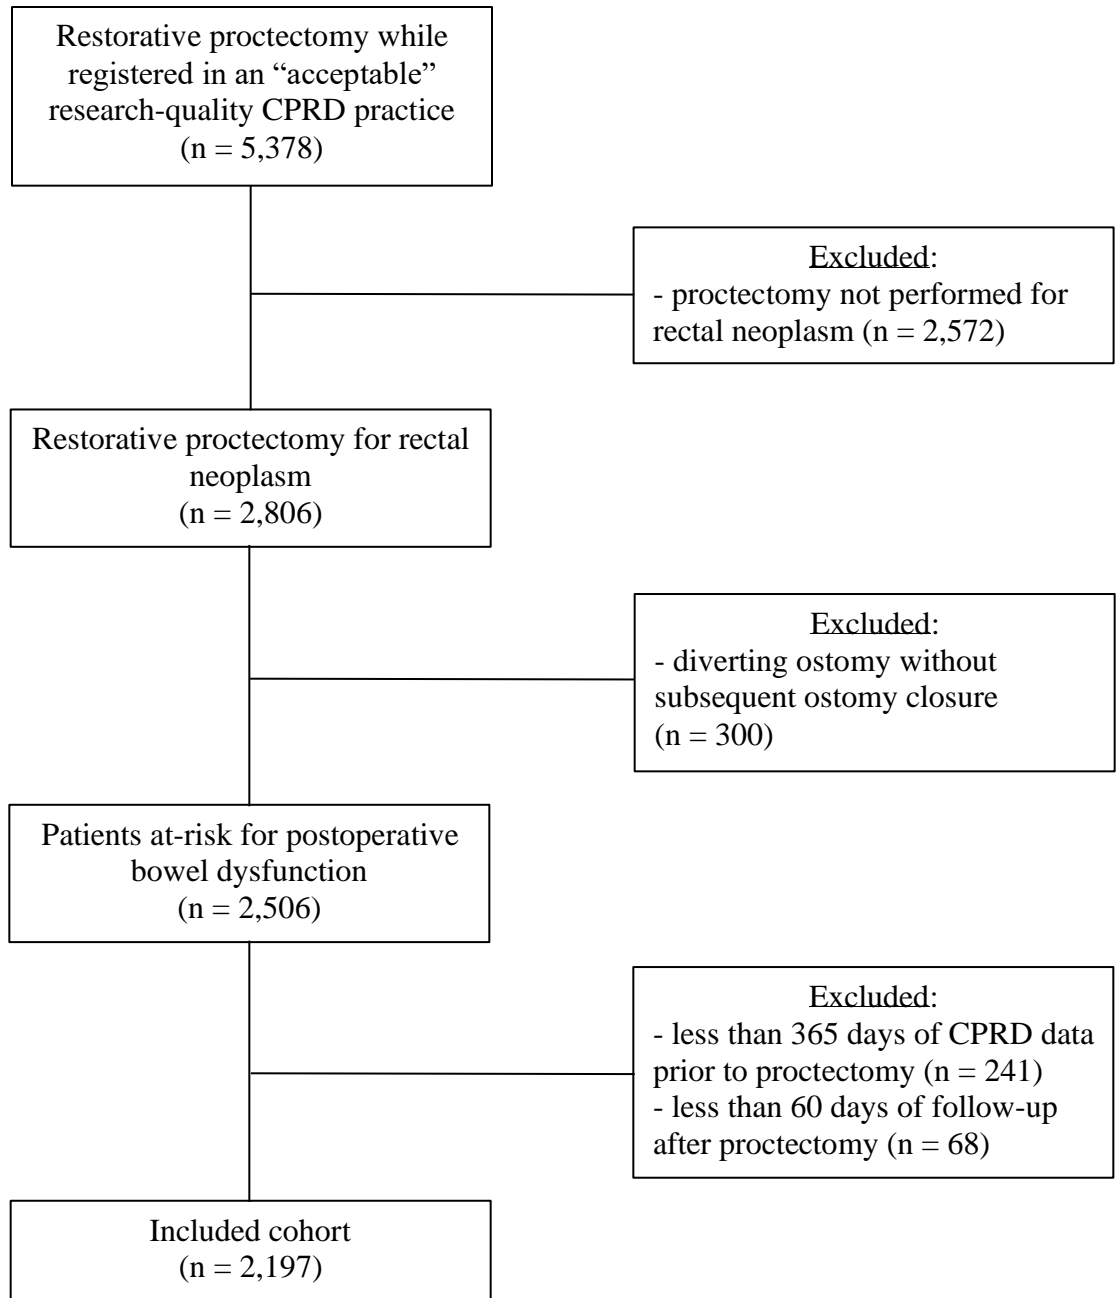 Restorative proctectomy while
registered in an “acceptable”
research-quality CPRD practice
(n = 5,378)
Excluded:
- proctectomy not performed for
rectal neoplasm (n = 2,572)
Restorative proctectomy for rectal
neoplasm
(n = 2,806)
Excluded:
- diverting ostomy without
subsequent ostomy closure
(n = 300)
Patients at-risk for postoperative
bowel dysfunction
(n = 2,506)
Excluded:
- less than 365 days of CPRD data
prior to proctectomy (n = 241)
- less than 60 days of follow-up
after proctectomy (n = 68)
Included cohort
(n = 2,197)